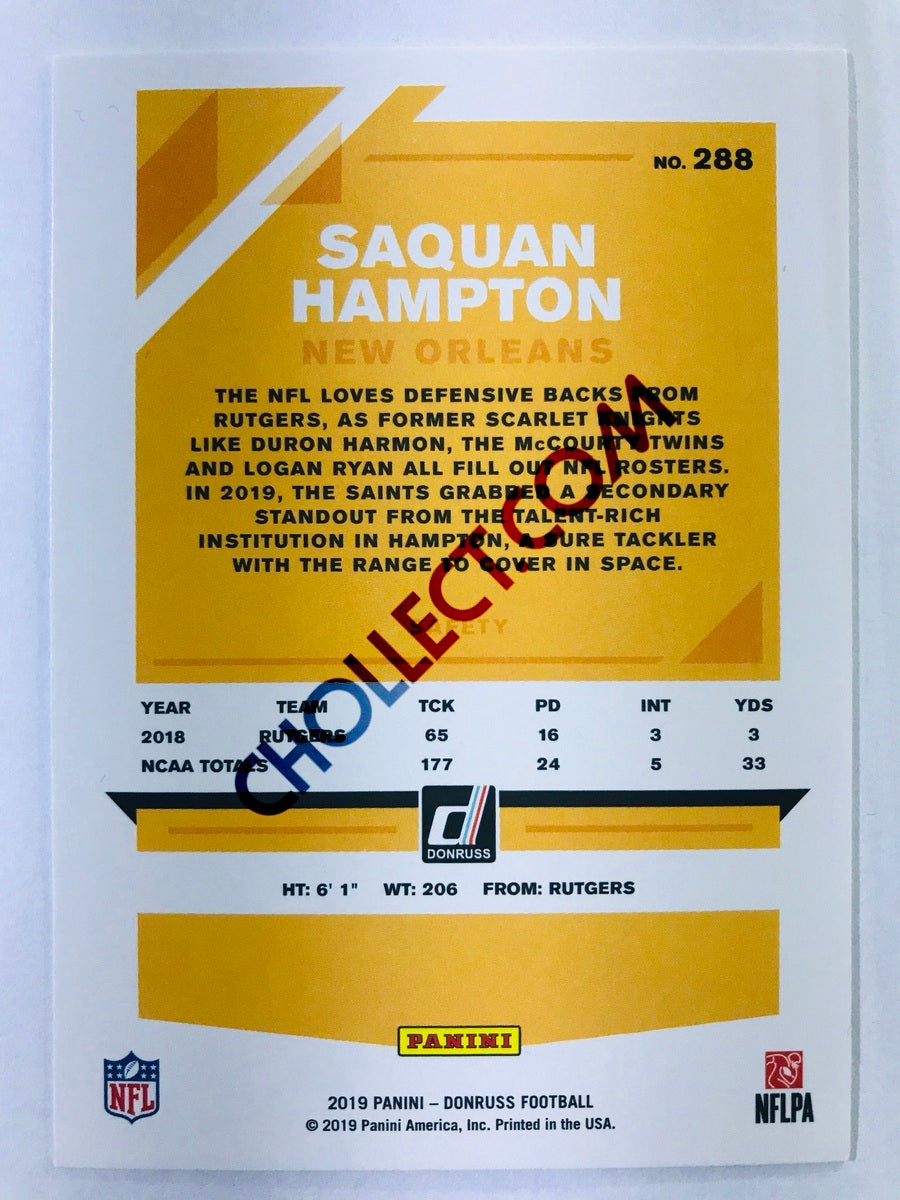 NO. 288
SAQUAN
HAMPTON
NEW ORLEANS
THE NFL LOVES DEFENSIVE BACKS FROM
RUTGERS, AS FORMER SCARLET KNIGHTS
LIKE DURON HARMON, THE McCOURTY TWINS
AND LOGAN RYAN ALL FILL OUT NFL ROSTERS.
IN 2019, THE SAINTS GRABBED A SECONDARY
STANDOUT FROM THE TALENT-RICH
INSTITUTION IN HAMPTON, A SURE TACKLER
WITH THE RANGE TO COVER IN SPACE.
SAFETY
CHOLLECT.COM
YEAR TEAM TCK PD INT YDS
2018 RUTGERS 65 16 3 3
NCAA TOTALS 177 24 5 33
d
DONRUSS
HT: 6' 1" WT: 206 FROM: RUTGERS
PANINI
NFL
NFLPA
2019 PANINI – DONRUSS FOOTBALL
© 2019 Panini America, Inc. Printed in the USA.